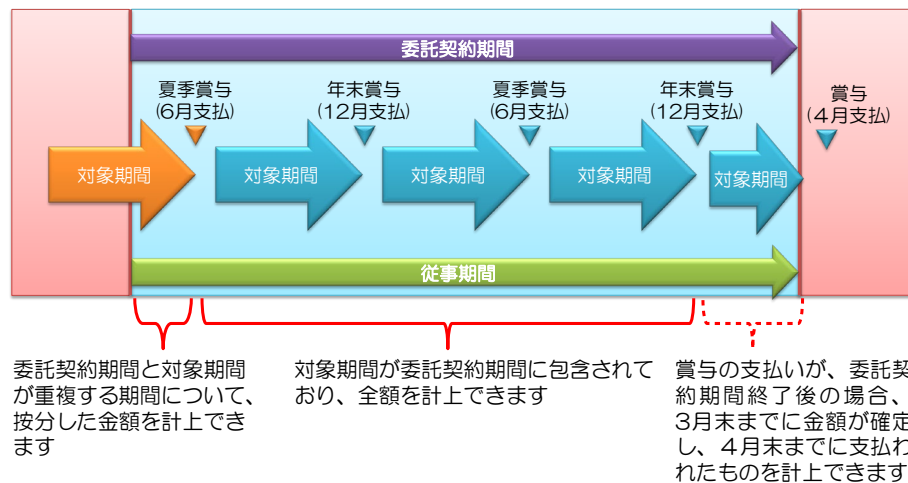 委託契約期間
夏季賞与
(6月支払)
年末賞与
(12月支払)
夏季賞与
(6月支払)
年末賞与
(12月支払)
賞与
(４月支払)
対象期間
対象期間
対象期間
対象期間
対象期間
従事期間
委託契約期間と対象期間
が重複する期間について、
按分した金額を計上でき
ます
対象期間が委託契約期間に包含されて
おり、全額を計上できます
賞与の支払いが、委託契
約期間終了後の場合、
3月末までに金額が確定
し、４月末までに支払わ
れたものを計上できます